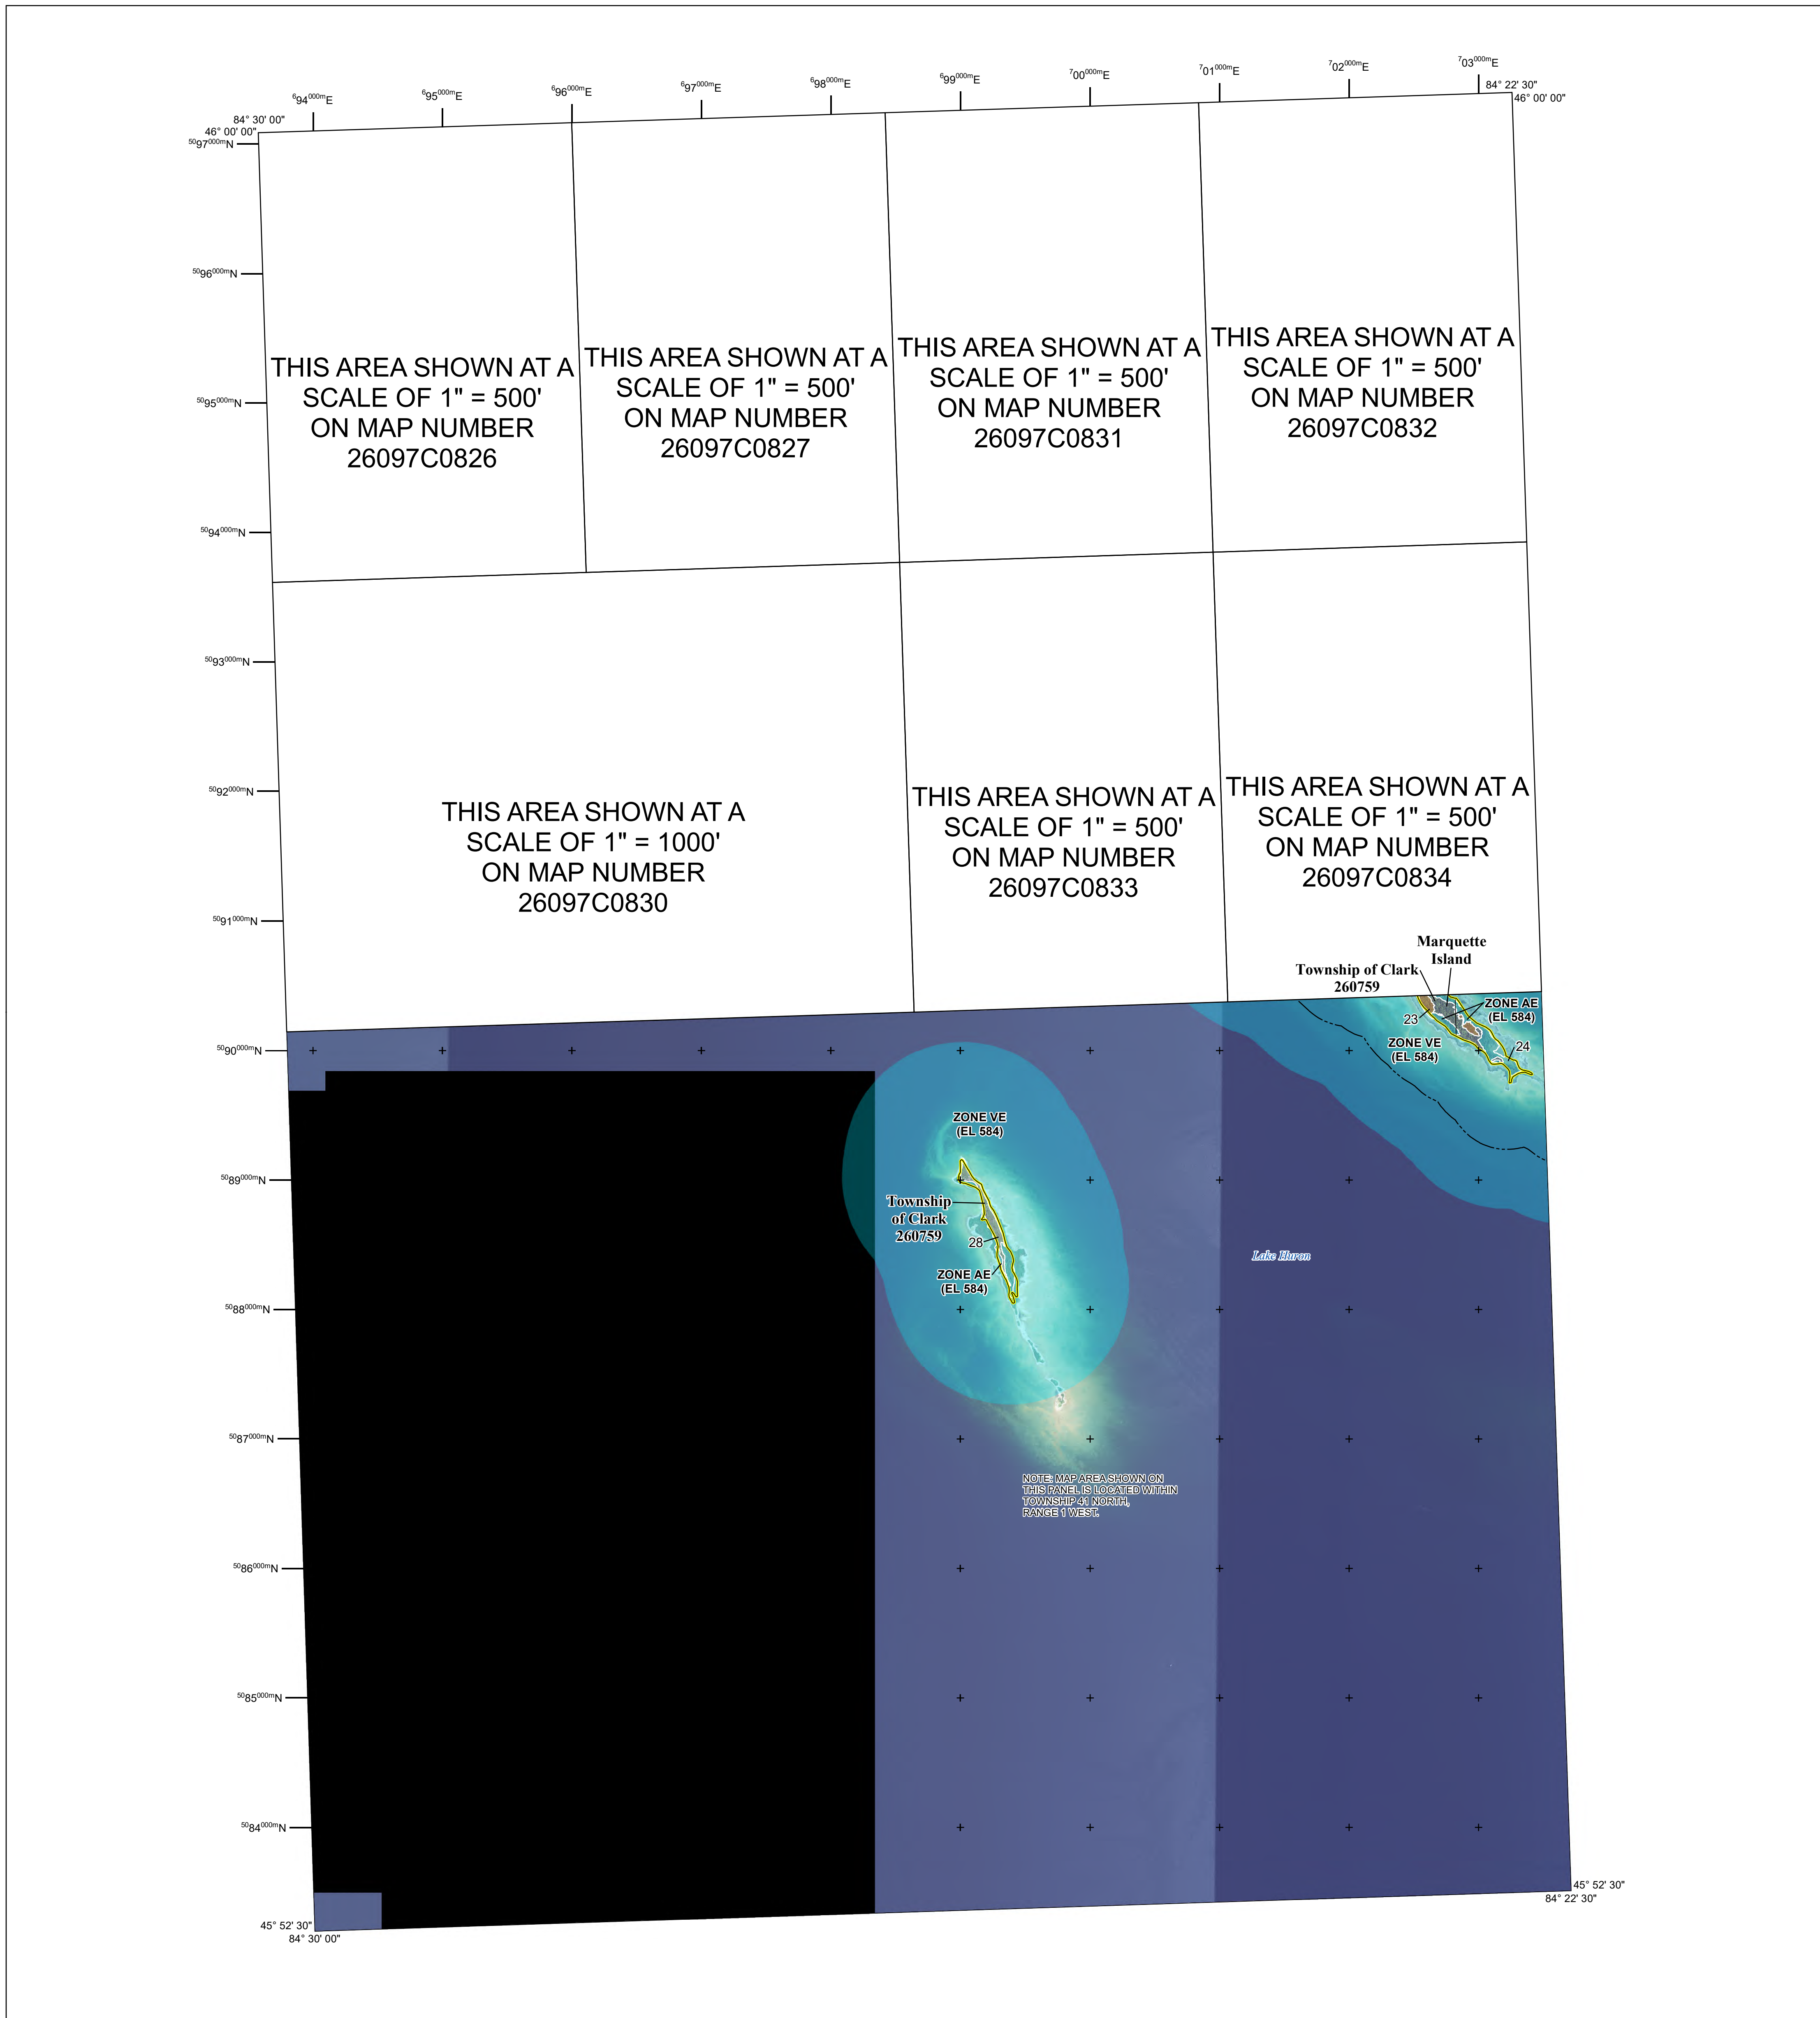 694000mE
695000mE
696000mE
697000mE
698000mE
699000mE
700000mE
701000mE
702000mE
703000mE
84° 30' 00"
46° 00' 00"
84° 22' 30"
46° 00' 00"
5097000mN
5096000mN
5095000mN
5094000mN
5093000mN
5092000mN
5091000mN
5090000mN
5089000mN
5088000mN
5087000mN
5086000mN
5085000mN
5084000mN
THIS AREA SHOWN AT A
SCALE OF 1" = 500'
ON MAP NUMBER
26097C0826
THIS AREA SHOWN AT A
SCALE OF 1" = 500'
ON MAP NUMBER
26097C0827
THIS AREA SHOWN AT A
SCALE OF 1" = 500'
ON MAP NUMBER
26097C0831
THIS AREA SHOWN AT A
SCALE OF 1" = 500'
ON MAP NUMBER
26097C0832
THIS AREA SHOWN AT A
SCALE OF 1" = 1000'
ON MAP NUMBER
26097C0830
THIS AREA SHOWN AT A
SCALE OF 1" = 500'
ON MAP NUMBER
26097C0833
THIS AREA SHOWN AT A
SCALE OF 1" = 500'
ON MAP NUMBER
26097C0834
Marquette
Island
Township of Clark
260759
ZONE AE
(EL 584)
23
ZONE VE
(EL 584)
24
ZONE VE
(EL 584)
Township
of Clark
260759
28
ZONE AE
(EL 584)
Lake Huron
NOTE: MAP AREA SHOWN ON
THIS PANEL IS LOCATED WITHIN
TOWNSHIP 41 NORTH,
RANGE 1 WEST.
45° 52' 30"
84° 30' 00"
45° 52' 30"
84° 22' 30"